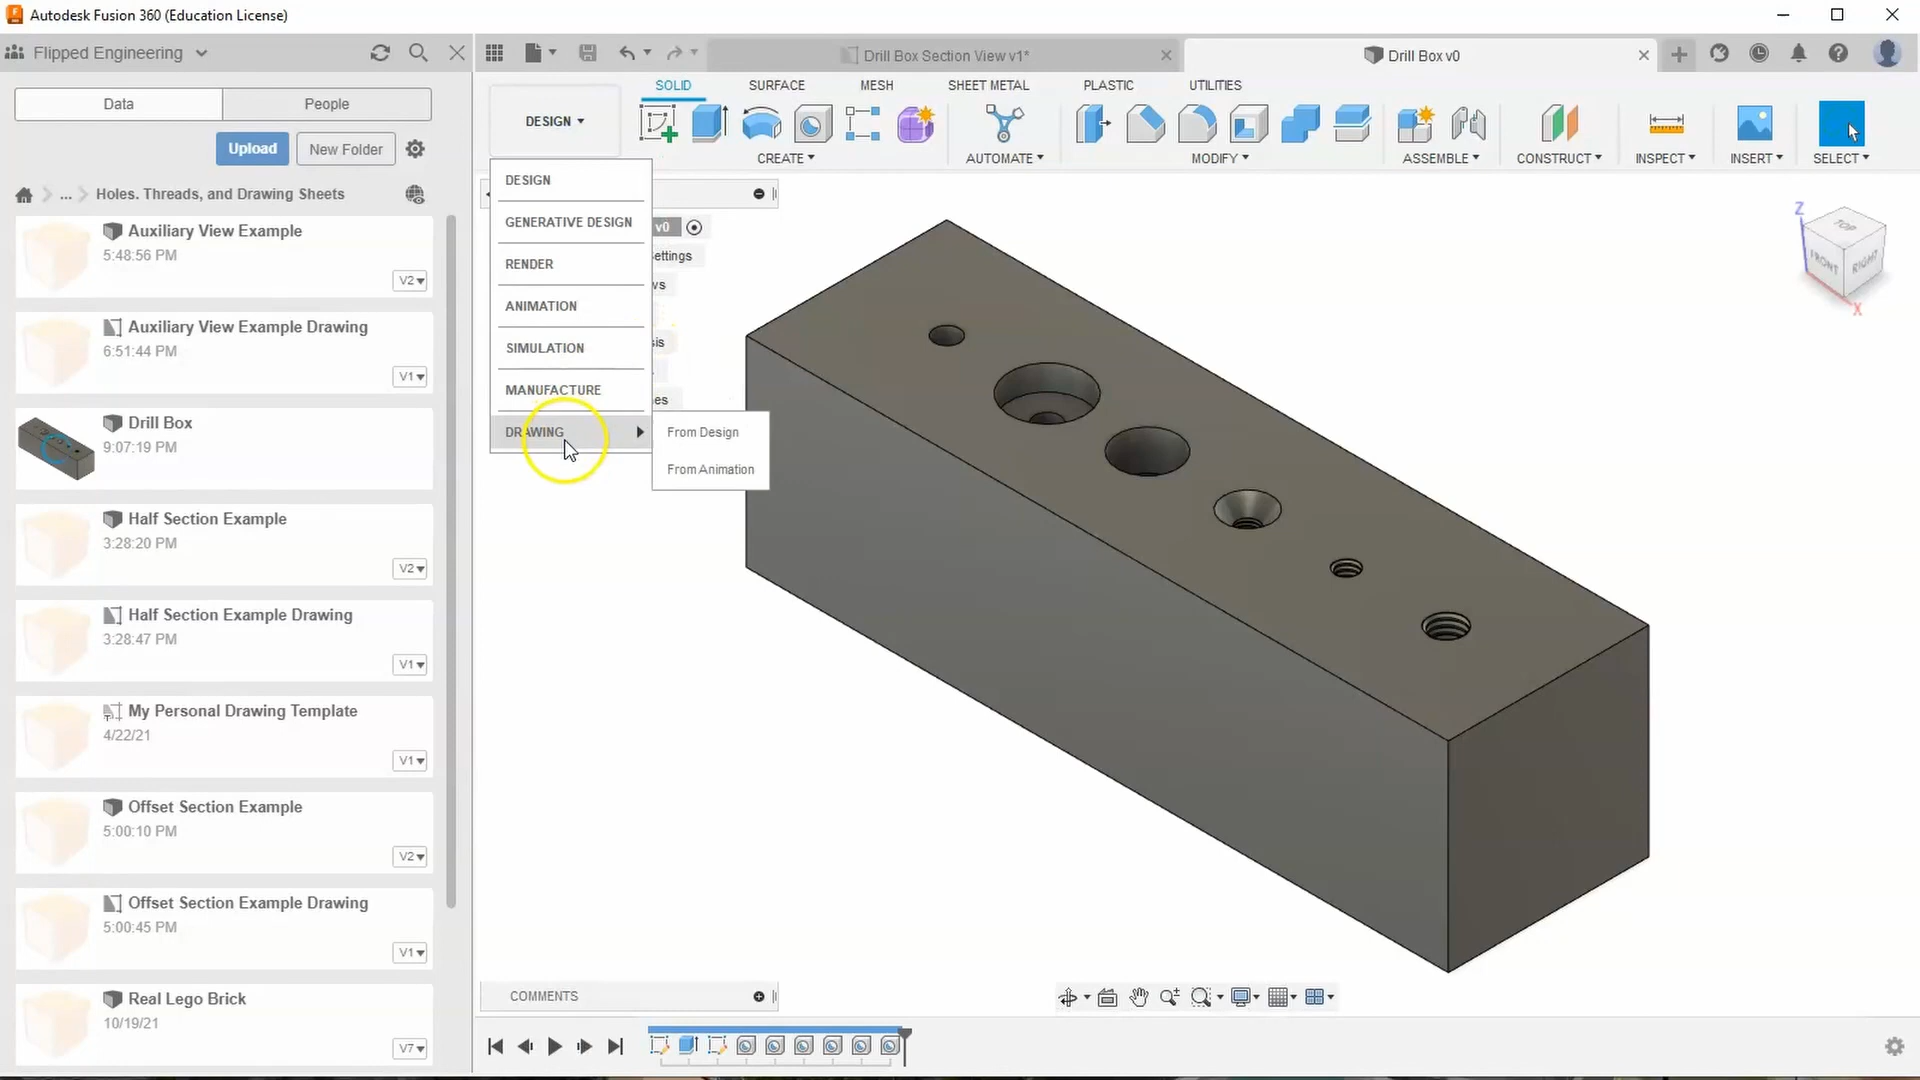 Autodesk Fusion 360 (Education License)
Flipped Engineering
Drill Box Section View v1*
Drill Box v0
Data
People
Upload
New Folder
... Holes. Threads, and Drawing Sheets
Auxiliary View Example
5:48:56 PM
V2
Auxiliary View Example Drawing
6:51:44 PM
V1
Drill Box
9:07:19 PM
Half Section Example
3:28:20 PM
V2
Half Section Example Drawing
3:28:47 PM
V1
My Personal Drawing Template
4/22/21
V1
Offset Section Example
5:00:10 PM
V2
Offset Section Example Drawing
5:00:45 PM
V1
Real Lego Brick
10/19/21
V7
SOLID SURFACE MESH SHEET METAL PLASTIC UTILITIES
DESIGN
CREATE AUTOMATE MODIFY ASSEMBLE CONSTRUCT INSPECT INSERT SELECT
DESIGN
GENERATIVE DESIGN
RENDER
ANIMATION
SIMULATION
MANUFACTURE
DRAWING
From Design
From Animation
v0
ettings
ws
sis
es
Z
TOP
FRONT
RIGHT
X
COMMENTS